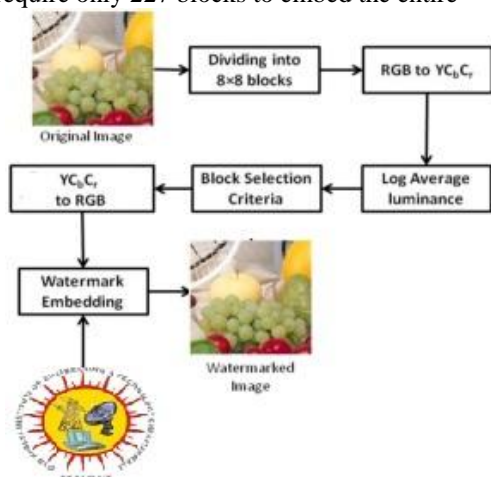 require only 227 blocks to embed the entire
Dividing into
8×8 blocks
RGB to YCbCr
Original Image
YCbCr
to RGB
Block Selection
Criteria
Log Average
luminance
Watermark
Embedding
Watermarked
Image